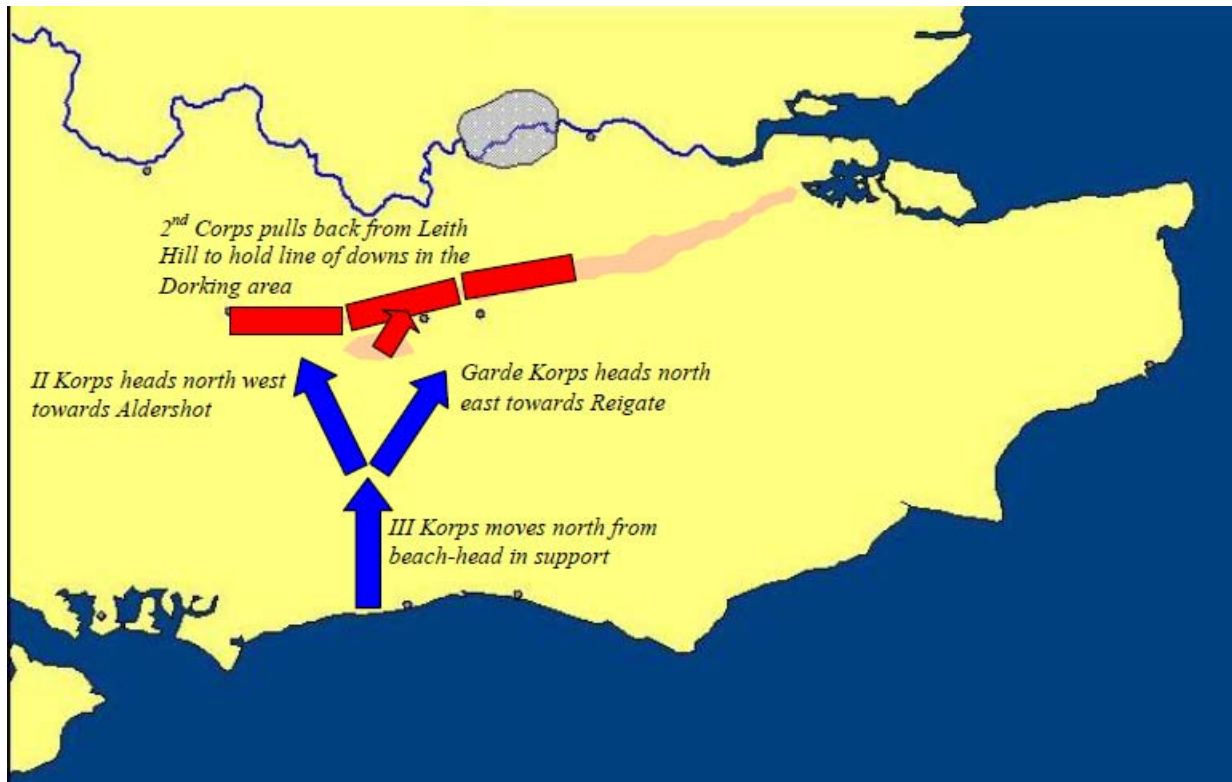 2nd Corps pulls back from Leith
Hill to hold line of downs in the
Dorking area
II Korps heads north west
towards Aldershot
Garde Korps heads north
east towards Reigate
III Korps moves north from
beach-head in support